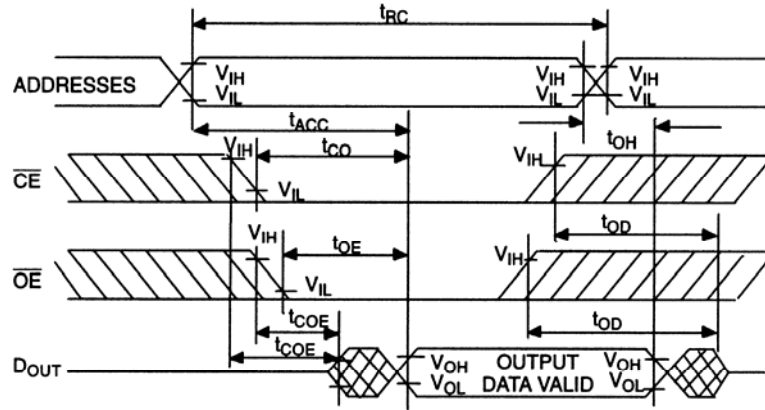 tRC
ADDRESSES
VIH
VIL
VIH
VIL
VIH
VIL
tACC
tOH
CE
VIH
tCO
VIL
VIH
tOD
OE
VIH
tOE
VIL
VIH
tCOE
tOD
tCOE
DOUT
VOH
VOL
OUTPUT
DATA VALID
VOH
VOL